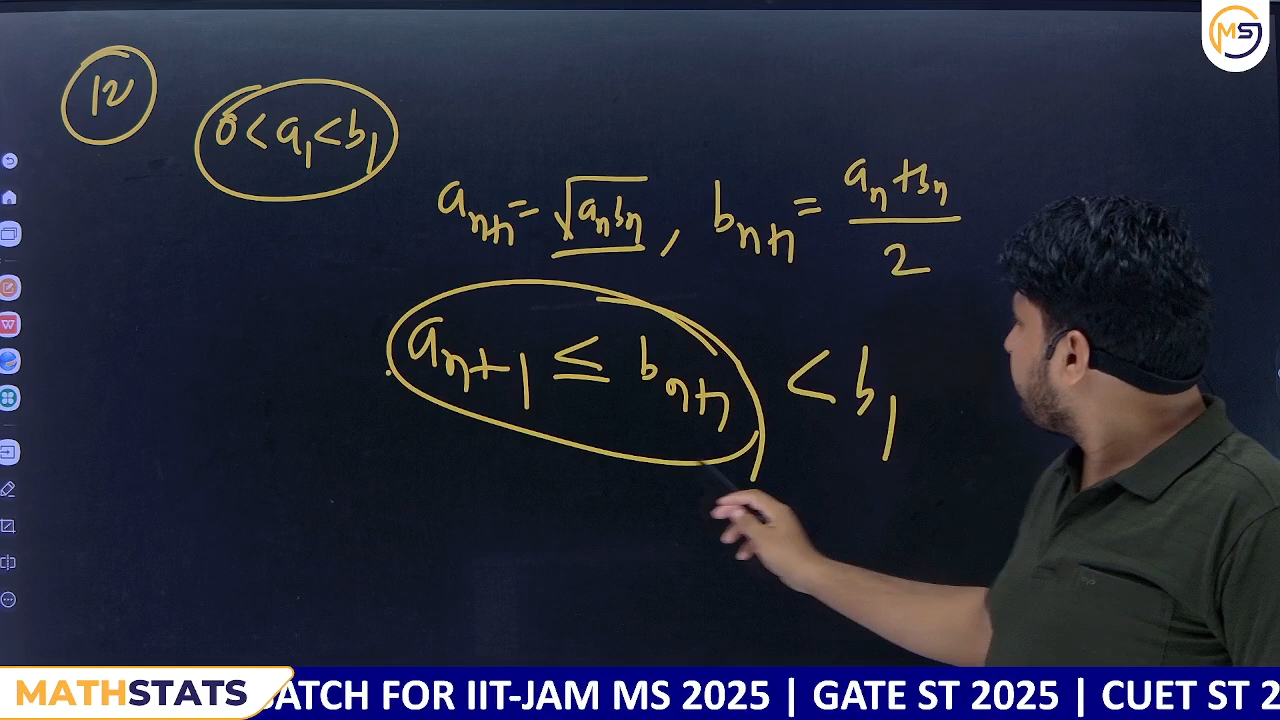 MS
12
0 < a₁ < b₁
aₙ₊₁ = √aₙbₙ , bₙ₊₁ = (aₙ + bₙ)/2
aₙ₊₁ ≤ bₙ₊₁ < b₁
MATHSTATS
BATCH FOR IIT-JAM MS 2025 | GATE ST 2025 | CUET ST 2